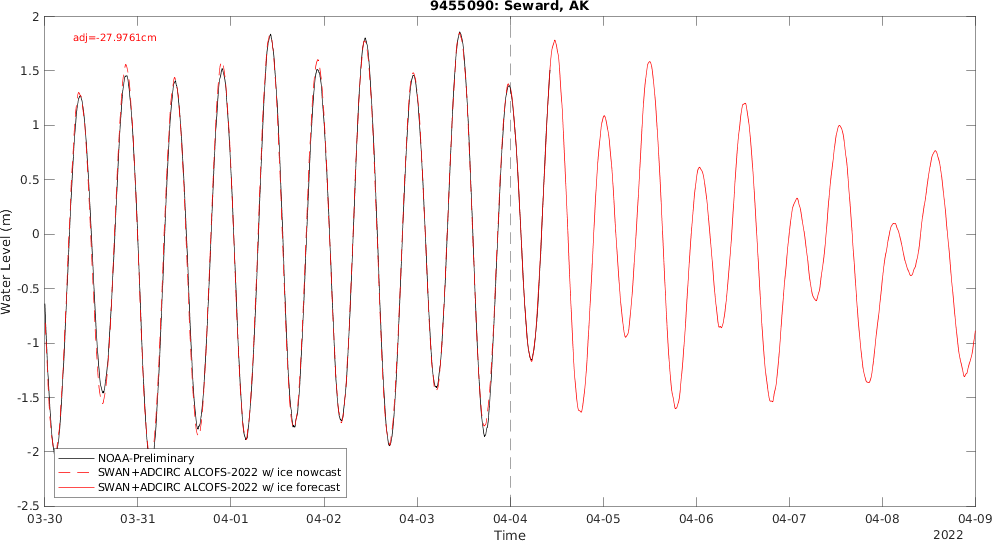 9455090: Seward, AK
adj=-27.9761cm
Water Level (m)
2
1.5
1
0.5
0
-0.5
-1
-1.5
-2
-2.5
NOAA-Preliminary
SWAN+ADCIRC ALCOFS-2022 w/ ice nowcast
SWAN+ADCIRC ALCOFS-2022 w/ ice forecast
03-30 03-31 04-01 04-02 04-03 04-04 04-05 04-06 04-07 04-08 04-09
Time
2022